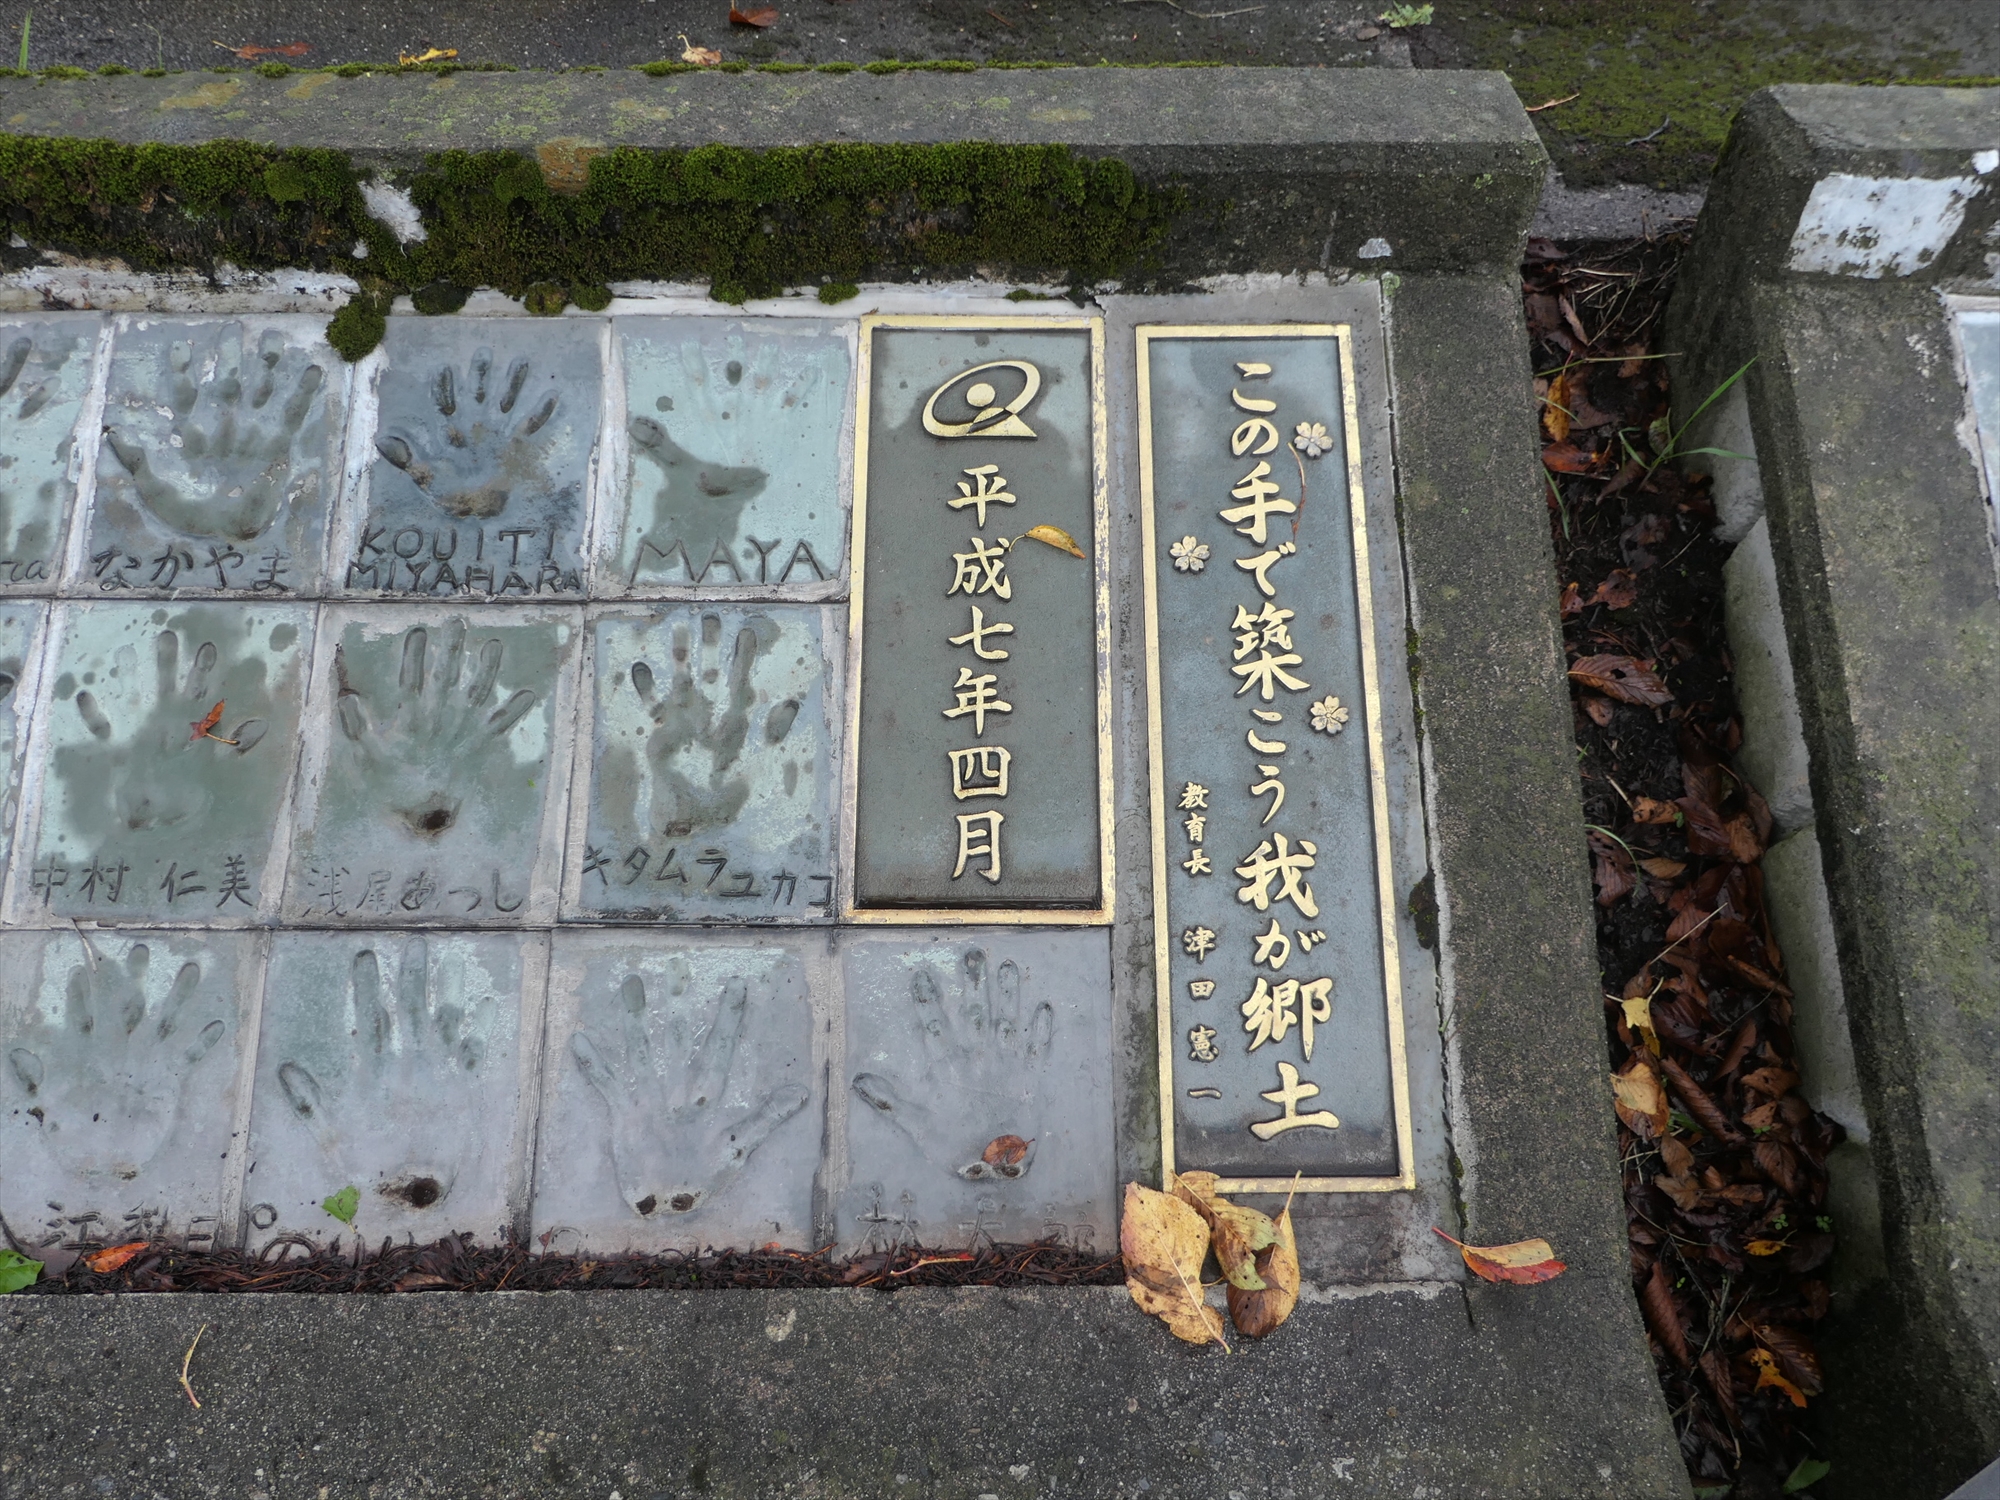 この手で築こう我が郷土
教育長 津田憲一
平成七年四月
なかやま
KOUITI
MIYAHARA
MAYA
中村 仁美
浅尾あつし
キタムラユカコ